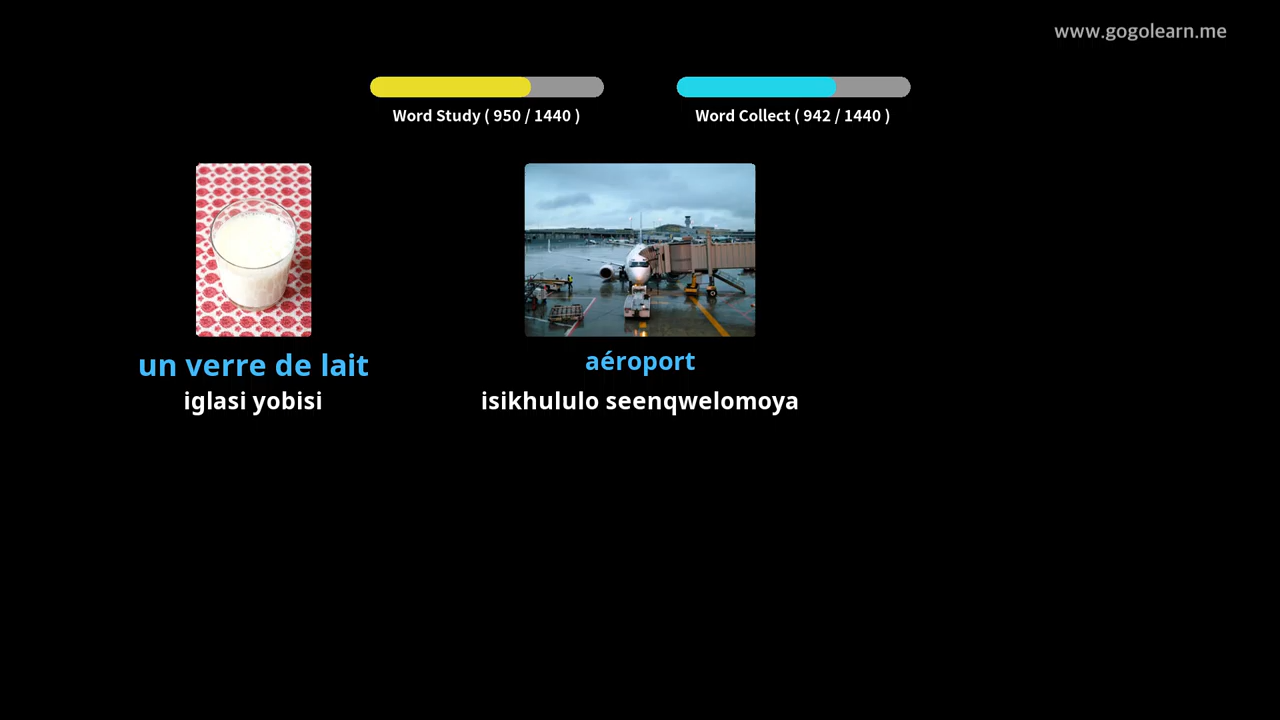 www.gogolearn.me
Word Study ( 950 / 1440 )
Word Collect ( 942 / 1440 )
un verre de lait
iglasi yobisi
aéroport
isikhululo seenqwelomoya